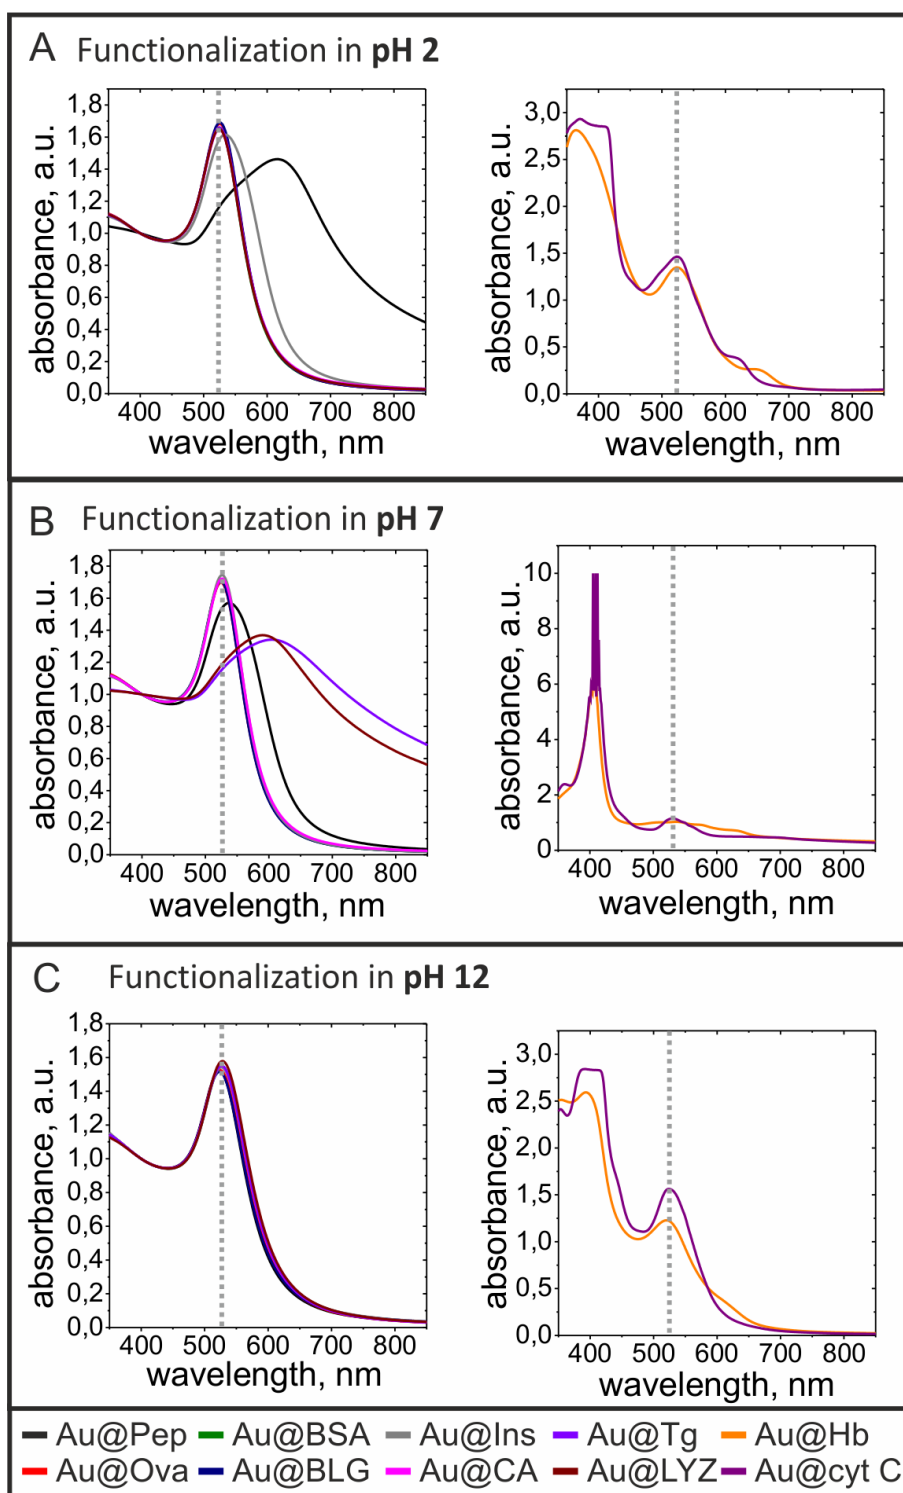 A Functionalization in pH 2
absorbance, a.u.
1,8
1,6
1,4
1,2
1,0
0,8
0,6
0,4
0,2
0,0
400 500 600 700 800
wavelength, nm
absorbance, a.u.
3,0
2,5
2,0
1,5
1,0
0,5
0,0
400 500 600 700 800
wavelength, nm
B Functionalization in pH 7
absorbance, a.u.
1,8
1,6
1,4
1,2
1,0
0,8
0,6
0,4
0,2
0,0
400 500 600 700 800
wavelength, nm
absorbance, a.u.
10
8
6
4
2
0
400 500 600 700 800
wavelength, nm
C Functionalization in pH 12
absorbance, a.u.
1,8
1,6
1,4
1,2
1,0
0,8
0,6
0,4
0,2
0,0
400 500 600 700 800
wavelength, nm
absorbance, a.u.
3,0
2,5
2,0
1,5
1,0
0,5
0,0
400 500 600 700 800
wavelength, nm
Au@Pep Au@BSA Au@Ins Au@Tg Au@Hb
Au@Ova Au@BLG Au@CA Au@LYZ Au@cyt C